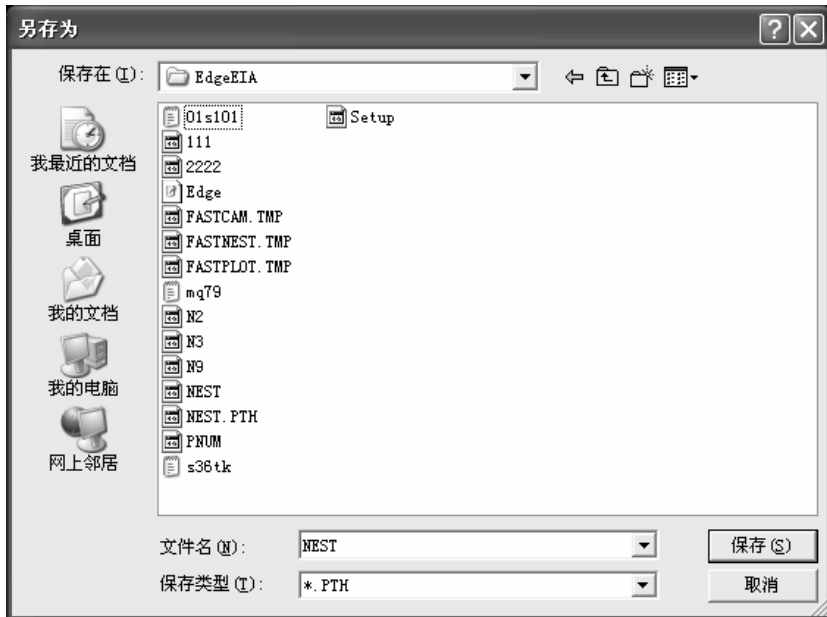 另存为
保存在(I): EdgeEIA
我最近的文档
桌面
我的文档
我的电脑
网上邻居
01s101
111
2222
Edge
FASTCAM.TMP
FASTNEST.TMP
FASTPLOT.TMP
mq79
N2
N3
N9
NEST
NEST.PTH
PNUM
s36tk
Setup
文件名(N): NEST 保存(S)
保存类型(T): *.PTH 取消